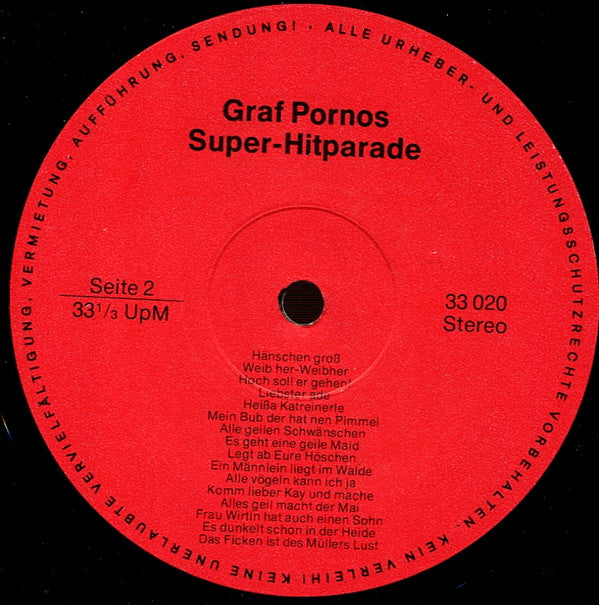 ALLE URHEBER- UND LEISTUNGSSCHUTZRECHTE VORBEHALTEN. KEIN VERLEIH! KEINE UNERLAUBTE VERVIELFÄLTIGUNG, VERMIETUNG, AUFFÜHRUNG, SENDUNG! ·
Graf Pornos
Super-Hitparade
Seite 2
33 1/3 UpM
33 020
Stereo
Hänschen groß
Weib her-Weibher
Hoch soll er gehen!
Liebster ade
Heißa Katreinerle
Mein Bub der hat nen Pimmel
Alle geilen Schwänschen
Es geht eine geile Maid
Legt ab Eure Höschen
Ein Männlein liegt im Walde
Alle vögeln kann ich ja
Komm lieber Kay und mache
Alles geil macht der Mai
Frau Wirtin hat auch einen Sohn
Es dunkelt schon in der Heide
Das Ficken ist des Müllers Lust